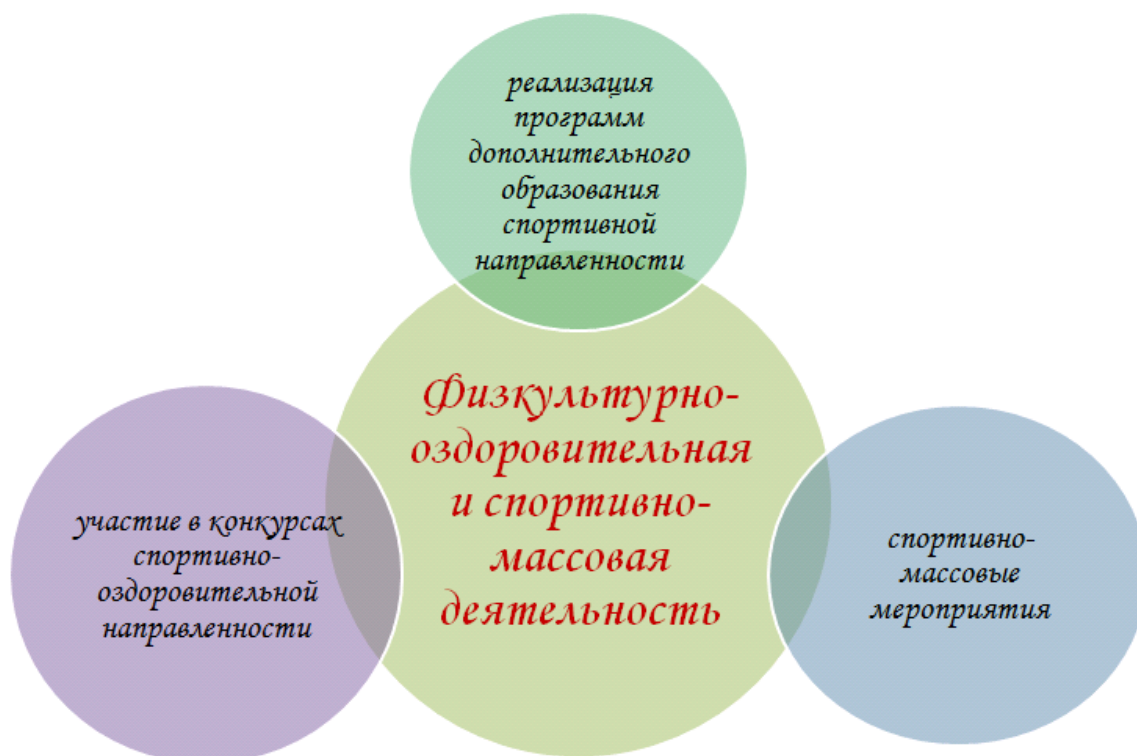 реализация
программ
дополнительного
образования
спортивной
направленности
Физкультурно-
оздоровительная
и спортивно-
массовая
деятельность
участие в конкурсах
спортивно-
оздоровительной
направленности
спортивно-
массовые
мероприятия